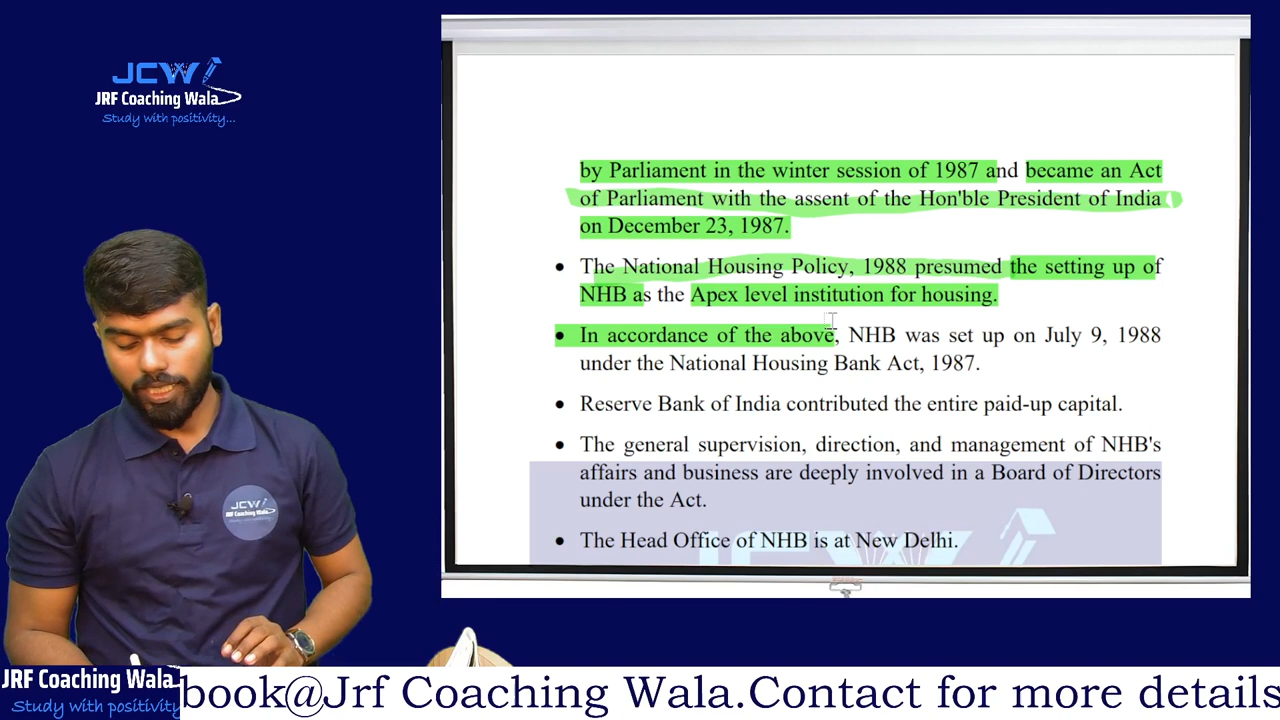 JCW
JRF Coaching Wala
Study with positivity...
by Parliament in the winter session of 1987 and became an Act
of Parliament with the assent of the Hon'ble President of India
on December 23, 1987.
• The National Housing Policy, 1988 presumed the setting up of
NHB as the Apex level institution for housing.
• In accordance of the above, NHB was set up on July 9, 1988
under the National Housing Bank Act, 1987.
• Reserve Bank of India contributed the entire paid-up capital.
• The general supervision, direction, and management of NHB's
affairs and business are deeply involved in a Board of Directors
under the Act.
• The Head Office of NHB is at New Delhi.
JCW
JRF Coaching Wala
JRF Coaching Wala
Study with positivity
book@Jrf Coaching Wala.Contact for more details